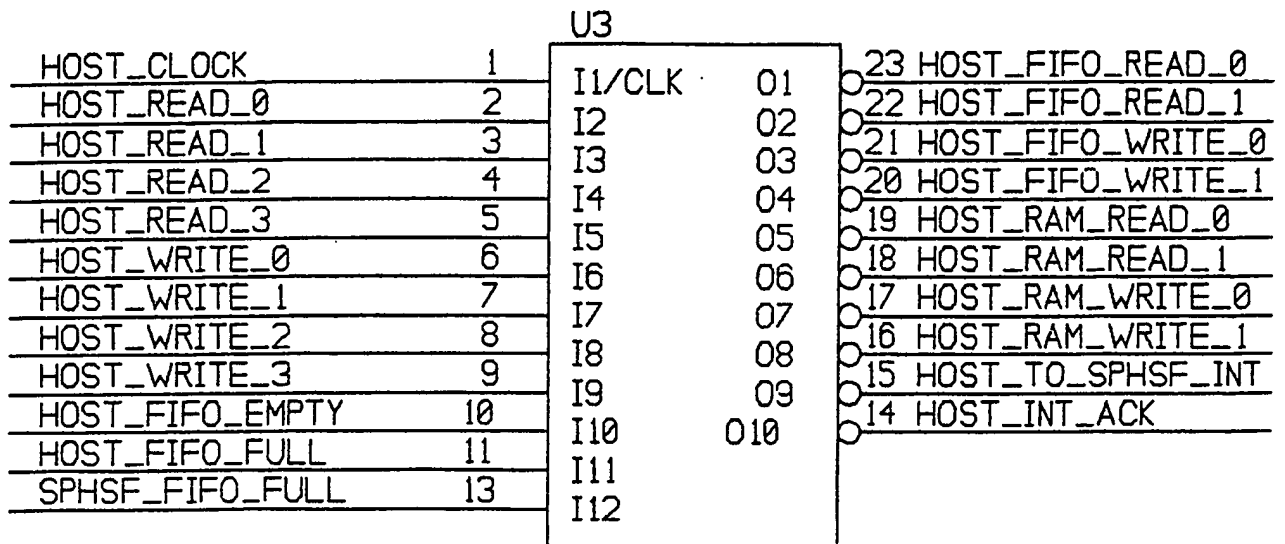 U3
HOST_CLOCK 1 I1/CLK O1 23 HOST_FIFO_READ_0
HOST_READ_0 2 I2 O2 22 HOST_FIFO_READ_1
HOST_READ_1 3 I3 O3 21 HOST_FIFO_WRITE_0
HOST_READ_2 4 I4 O4 20 HOST_FIFO_WRITE_1
HOST_READ_3 5 I5 O5 19 HOST_RAM_READ_0
HOST_WRITE_0 6 I6 O6 18 HOST_RAM_READ_1
HOST_WRITE_1 7 I7 O7 17 HOST_RAM_WRITE_0
HOST_WRITE_2 8 I8 O8 16 HOST_RAM_WRITE_1
HOST_WRITE_3 9 I9 O9 15 HOST_TO_SPHSF_INT
HOST_FIFO_EMPTY 10 I10 O10 14 HOST_INT_ACK
HOST_FIFO_FULL 11 I11
SPHSF_FIFO_FULL 13 I12